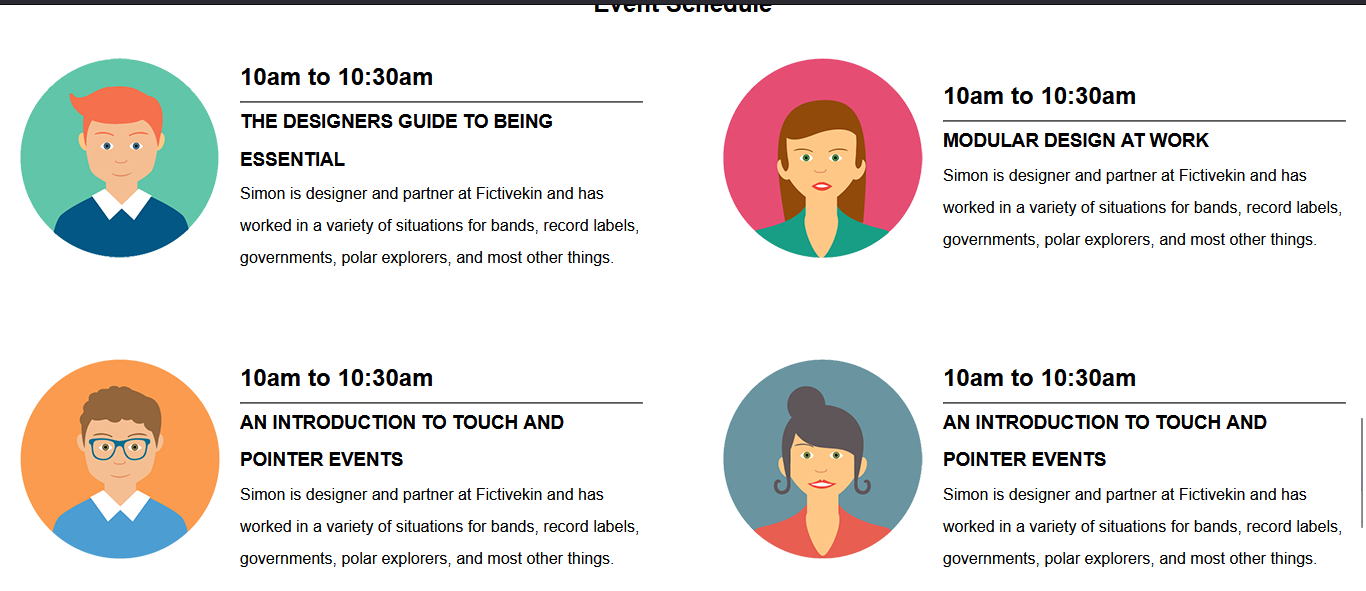 Event Schedule
10am to 10:30am
THE DESIGNERS GUIDE TO BEING
ESSENTIAL
Simon is designer and partner at Fictivekin and has
worked in a variety of situations for bands, record labels,
governments, polar explorers, and most other things.
10am to 10:30am
MODULAR DESIGN AT WORK
Simon is designer and partner at Fictivekin and has
worked in a variety of situations for bands, record labels,
governments, polar explorers, and most other things.
10am to 10:30am
AN INTRODUCTION TO TOUCH AND
POINTER EVENTS
Simon is designer and partner at Fictivekin and has
worked in a variety of situations for bands, record labels,
governments, polar explorers, and most other things.
10am to 10:30am
AN INTRODUCTION TO TOUCH AND
POINTER EVENTS
Simon is designer and partner at Fictivekin and has
worked in a variety of situations for bands, record labels,
governments, polar explorers, and most other things.